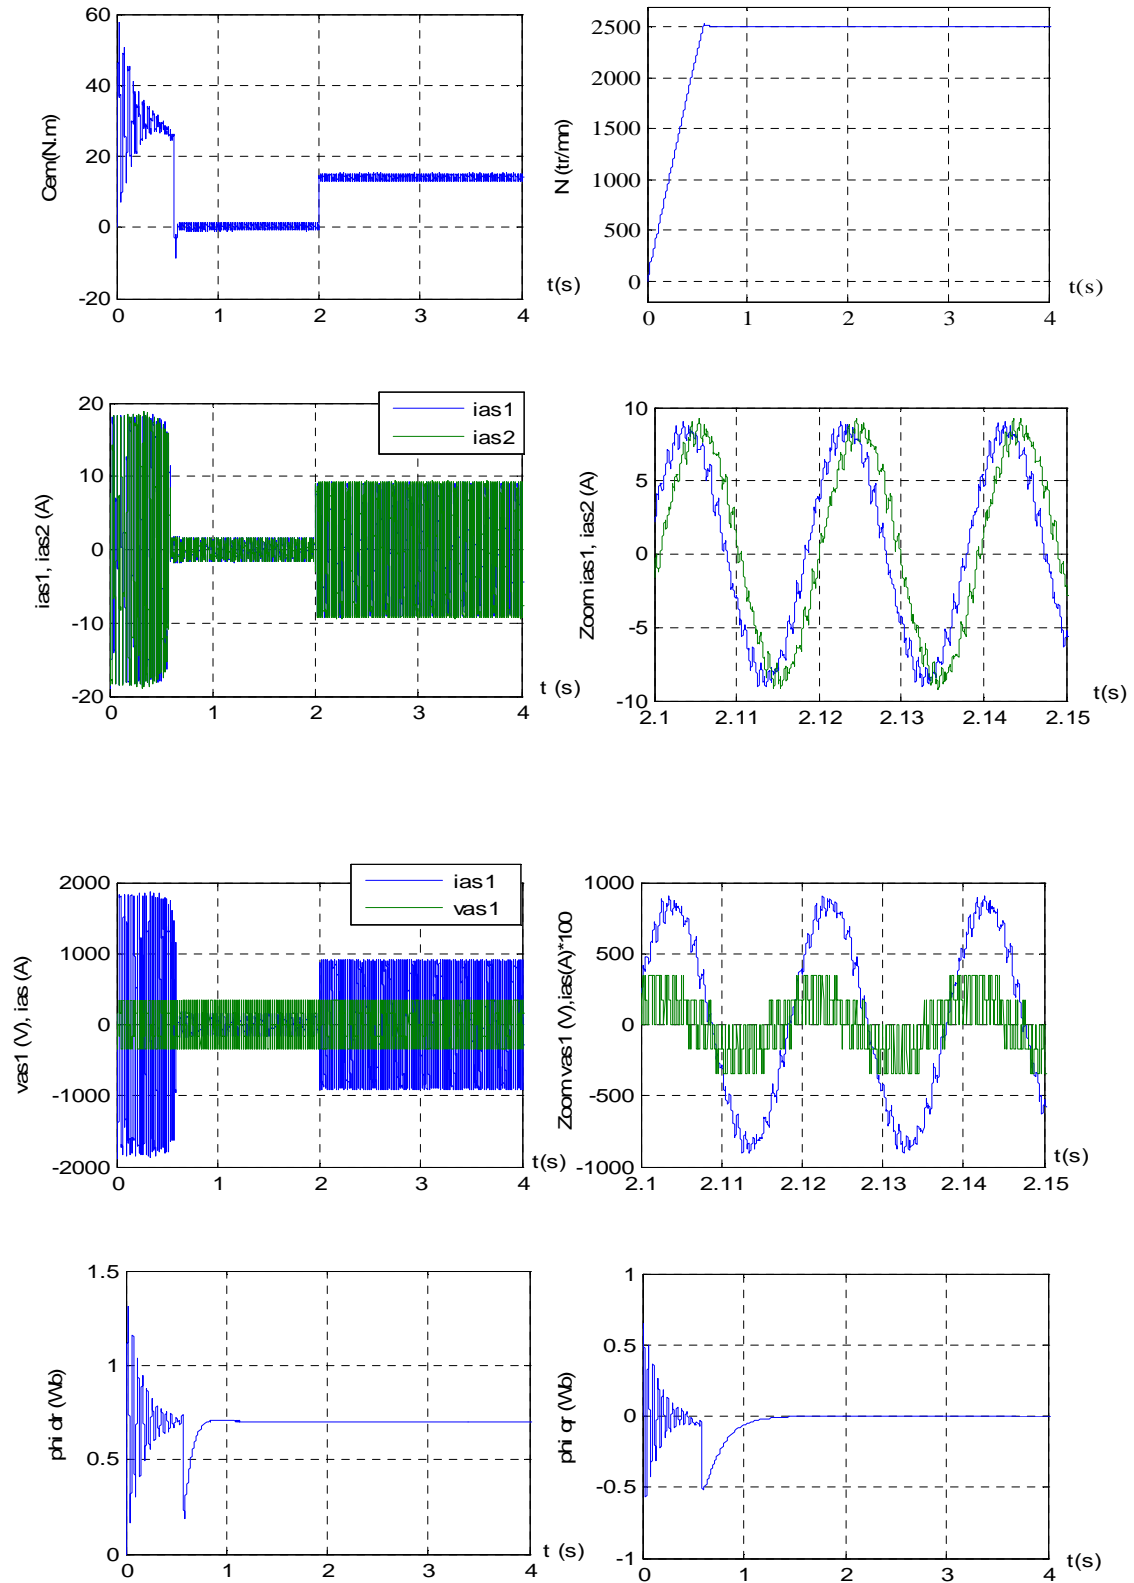 60
40
20
0
-20
Cem(N.m)
0 1 2 3 4
t(s)
2500
2000
1500
1000
500
0
N (tr/mn)
0 1 2 3 4
t(s)
20
10
0
-10
-20
ias1, ias2 (A)
ias1
ias2
0 1 2 3 4
t (s)
10
5
0
-5
-10
Zoom ias1, ias2 (A)
2.1 2.11 2.12 2.13 2.14 2.15
t(s)
2000
1000
0
-1000
-2000
vas1 (V), ias (A)
ias1
vas1
0 1 2 3 4
t(s)
1000
500
0
-500
-1000
Zoom vas1 (V),ias(A)*100
2.1 2.11 2.12 2.13 2.14 2.15
t(s)
1.5
1
0.5
0
phi dr (Wb)
0 1 2 3 4
t (s)
1
0.5
0
-0.5
-1
phi qr (Wb)
0 1 2 3 4
t(s)